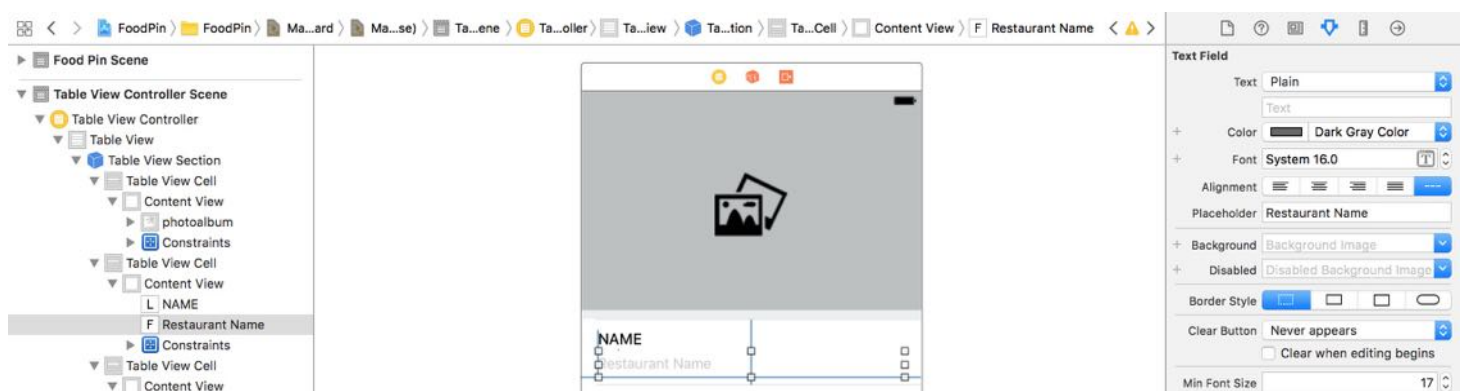 FoodPin FoodPin Ma...ard Ma...se) Ta...ene Ta...oller Ta...iew Ta...tion Ta...Cell Content View F Restaurant Name
Food Pin Scene
Table View Controller Scene
Table View Controller
Table View
Table View Section
Table View Cell
Content View
photoalbum
Constraints
Table View Cell
Content View
L NAME
F Restaurant Name
Constraints
Table View Cell
Content View
NAME
Restaurant Name
Text Field
Text Plain
Text
Color Dark Gray Color
Font System 16.0 T
Alignment
Placeholder Restaurant Name
Background Background Image
Disabled Disabled Background Image
Border Style
Clear Button Never appears
Clear when editing begins
Min Font Size 17